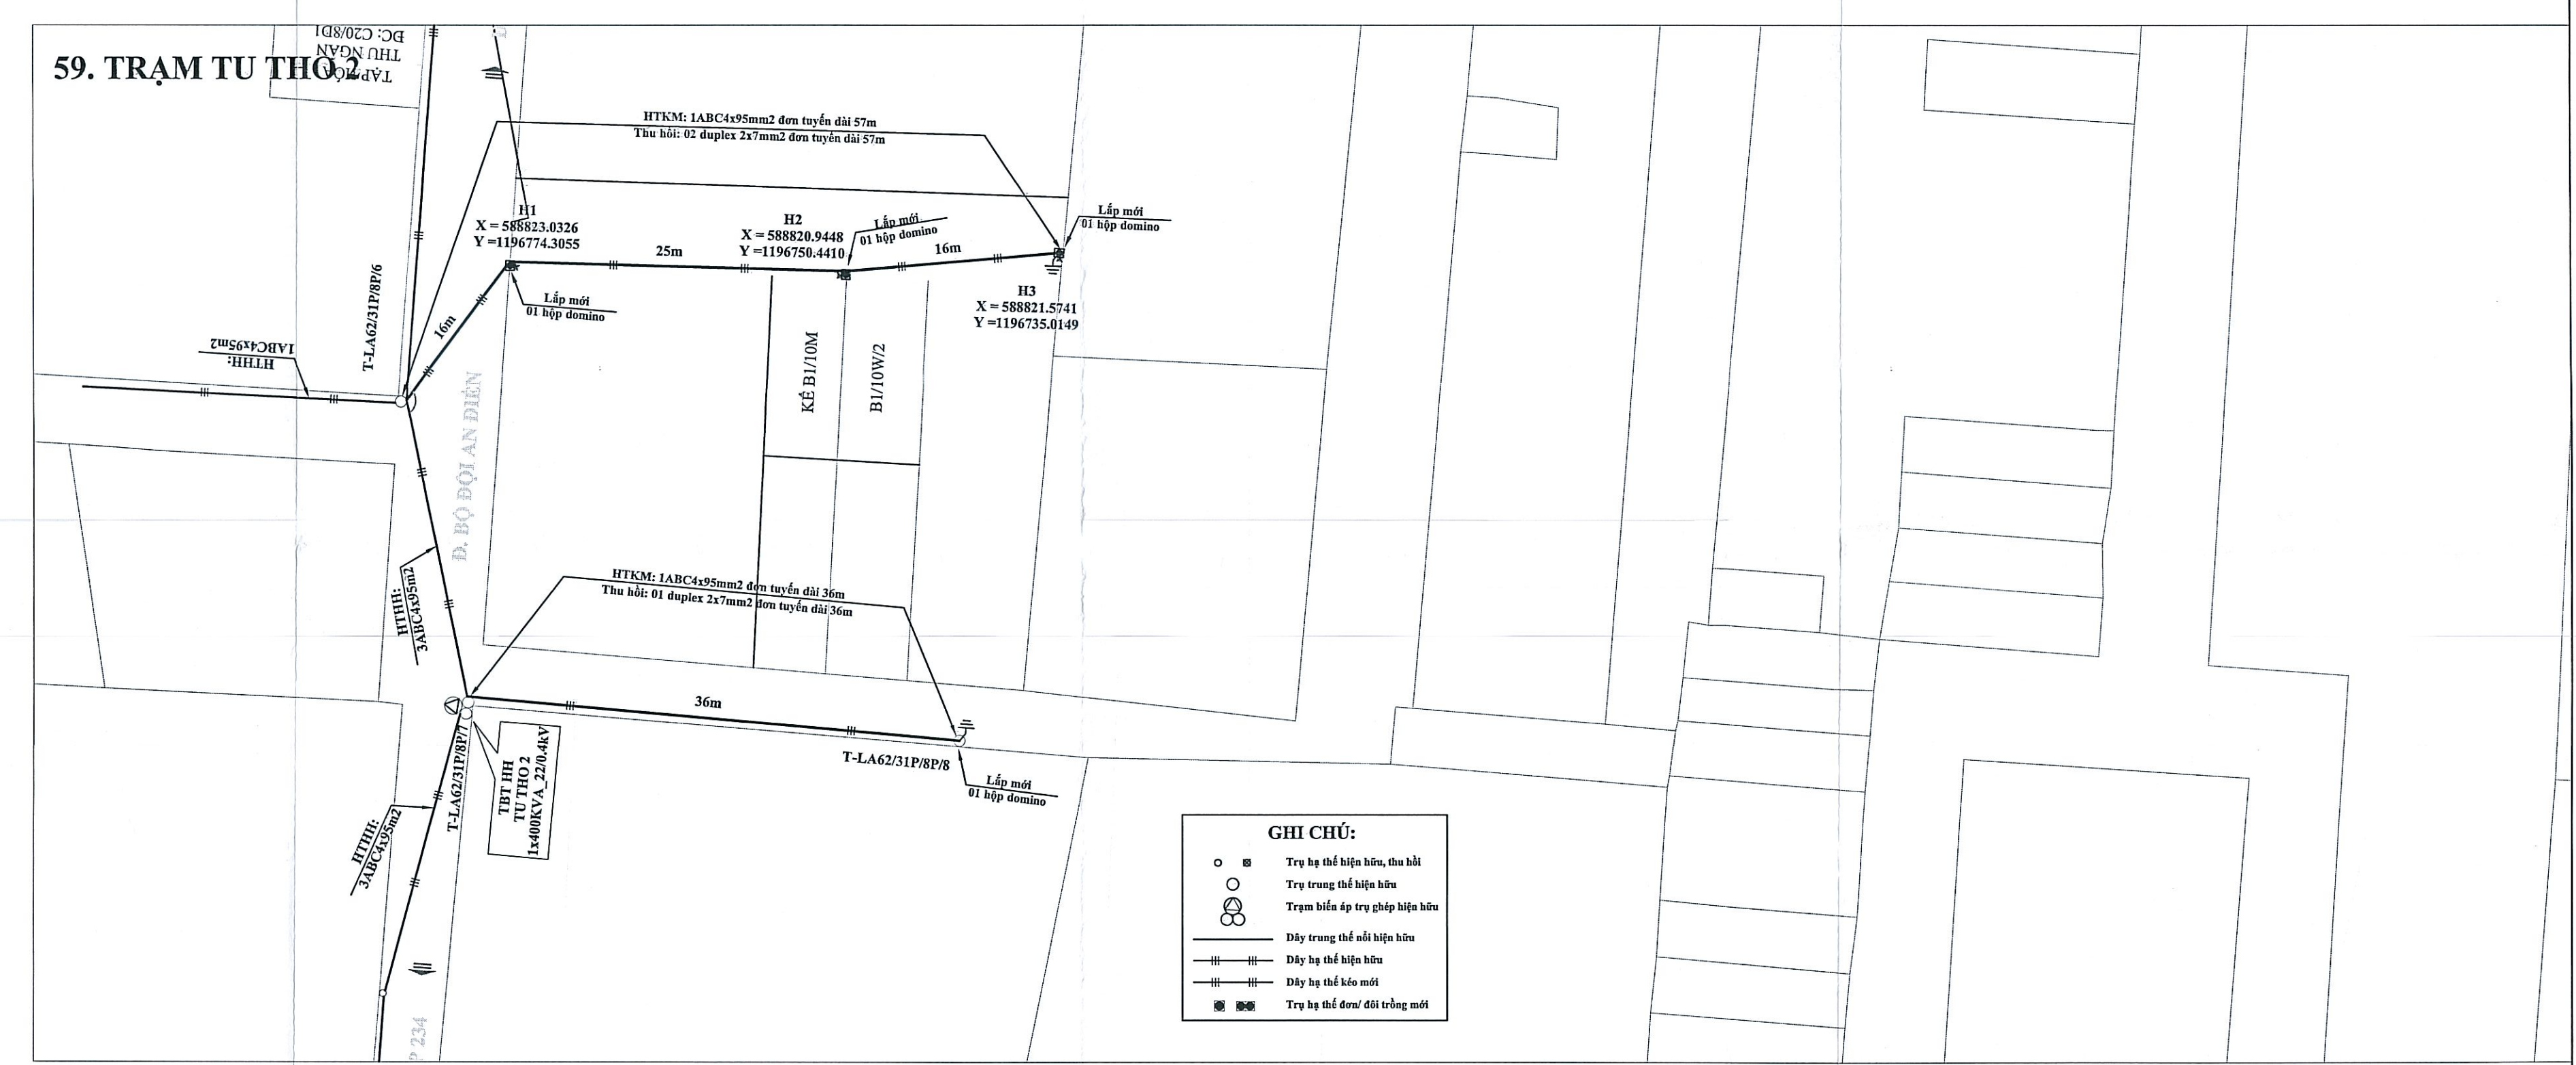 59. TRẠM TU THO 2
TẠP HÓA
THU NGAN
ĐC: C20/8D1
HTKM: 1ABC4x95mm2 đơn tuyến dài 57m
Thu hồi: 02 duplex 2x7mm2 đơn tuyến dài 57m
H1
X = 588823.0326
Y =1196774.3055
H2
X = 588820.9448
Y =1196750.4410
Lắp mới
01 hộp domino
Lắp mới
01 hộp domino
25m
16m
H3
X = 588821.5741
Y =1196735.0149
Lắp mới
01 hộp domino
16m
T-LA62/31P/8P/6
HTHH:
1ABC4x95m2
KẾ B1/10M
B1/10W/2
Đ. BỘ ĐỘI AN ĐIỀN
HTHH:
3ABC4x95m2
HTKM: 1ABC4x95mm2 đơn tuyến dài 36m
Thu hồi: 01 duplex 2x7mm2 đơn tuyến dài 36m
36m
T-LA62/31P/8P/7
TBT HH
TU THO 2
1x400KVA_22/0.4kV
T-LA62/31P/8P/8
Lắp mới
01 hộp domino
HTHH:
3ABC4x95m2
P 234
GHI CHÚ:
Trụ hạ thế hiện hữu, thu hồi
Trụ trung thế hiện hữu
Trạm biến áp trụ ghép hiện hữu
Dây trung thế nổi hiện hữu
Dây hạ thế hiện hữu
Dây hạ thế kéo mới
Trụ hạ thế đơn/ đôi trồng mới